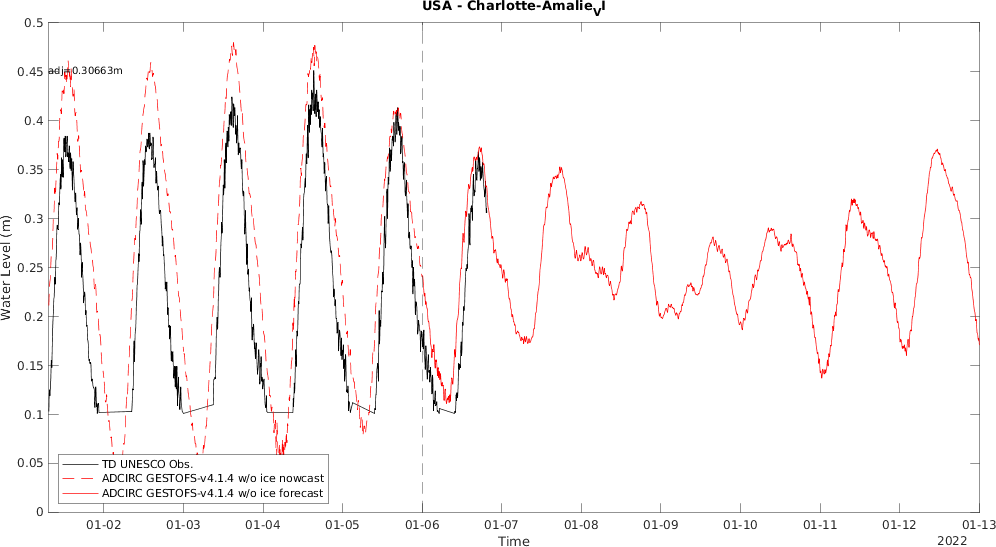 USA - Charlotte-AmalieVI
0.5
0.45
0.4
0.35
0.3
0.25
0.2
0.15
0.1
0.05
0
adj=0.30663m
Water Level (m)
TD UNESCO Obs.
ADCIRC GESTOFS-v4.1.4 w/o ice nowcast
ADCIRC GESTOFS-v4.1.4 w/o ice forecast
01-02 01-03 01-04 01-05 01-06 01-07 01-08 01-09 01-10 01-11 01-12 01-13
Time
2022